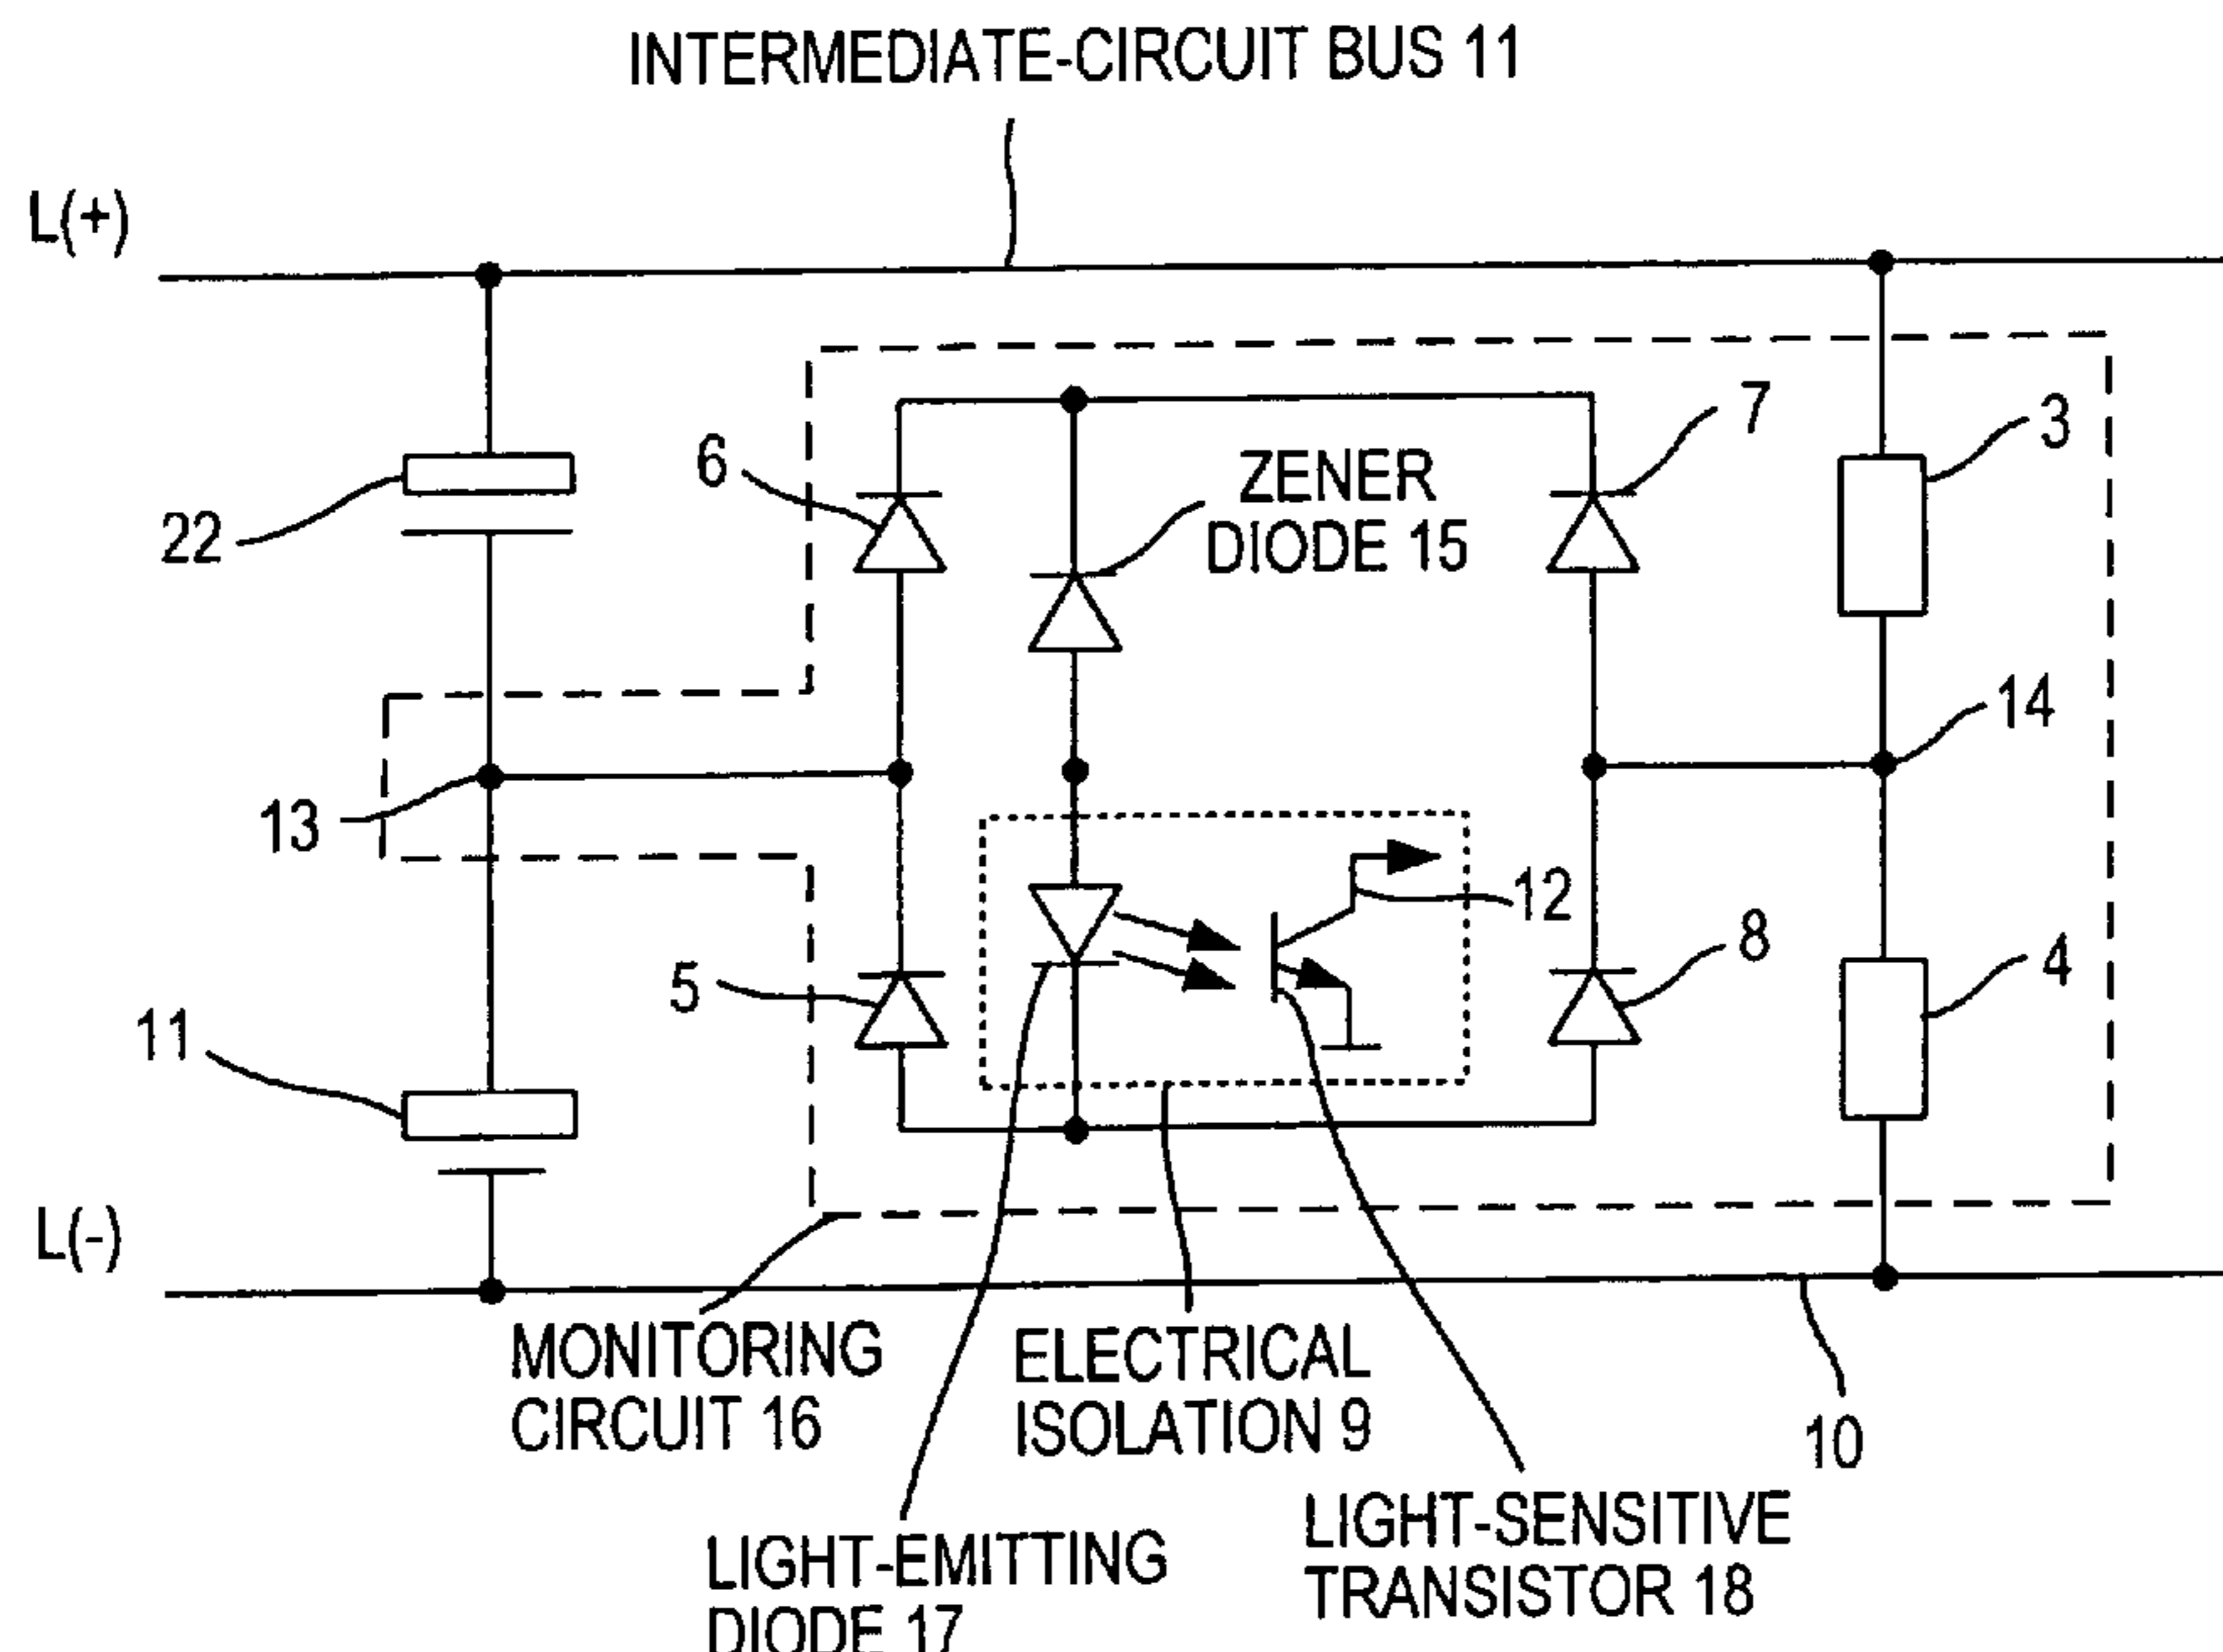 INTERMEDIATE-CIRCUIT BUS 11
L(+)
7
3
6
ZENER
DIODE 15
22
14
13
12
8
5
4
11
L(-)
MONITORING
CIRCUIT 16
ELECTRICAL
ISOLATION 9
10
LIGHT-SENSITIVE
TRANSISTOR 18
LIGHT-EMITTING
DIODE 17